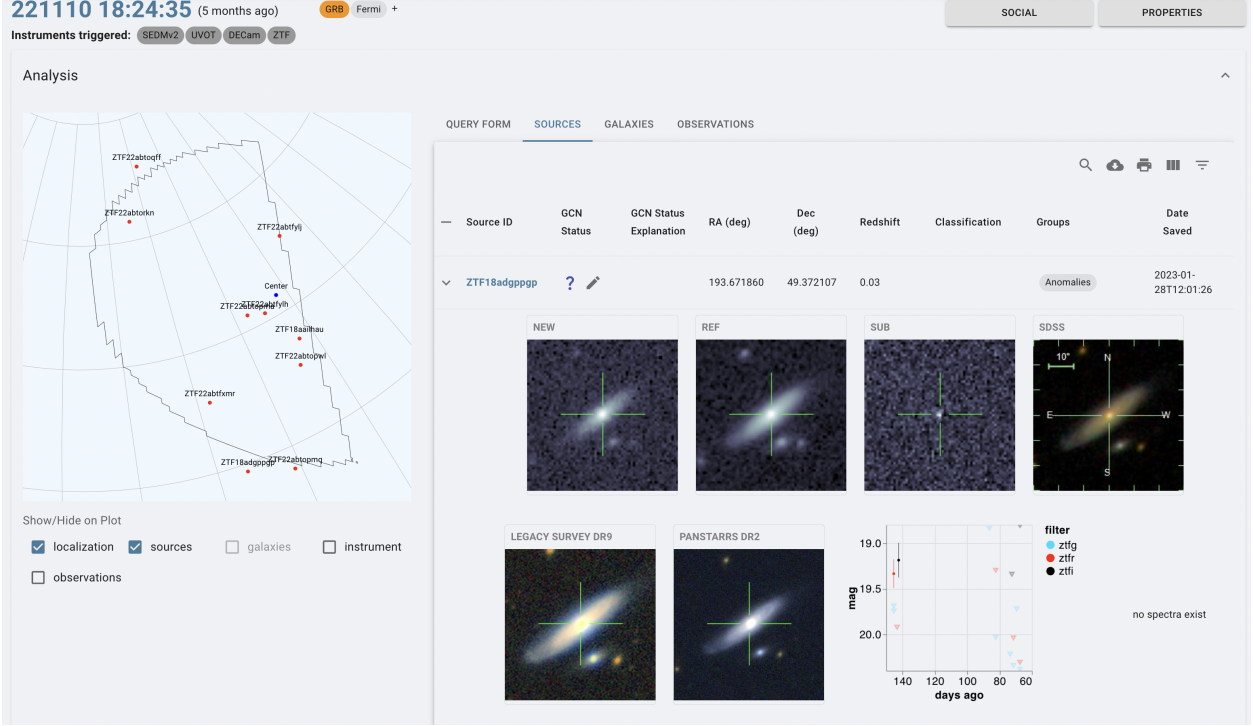 221110 18:24:35 (5 months ago) GRB Fermi +
SOCIAL PROPERTIES
Instruments triggered: SEDMv2 UVOT DECam ZTF
Analysis
QUERY FORM SOURCES GALAXIES OBSERVATIONS
ZTF22abtoqff
ZTF22abtorkn
ZTF22abtfylj
Center
ZTF22abtfylh
ZTF18aailhau
ZTF22abtopwl
ZTF22abtfxmr
ZTF18adgppgp
ZTF22abtopmq
Show/Hide on Plot
localization sources galaxies instrument
observations
Source ID
GCN Status
GCN Status Explanation
RA (deg)
Dec (deg)
Redshift
Classification
Groups
Date Saved
ZTF18adgppgp ? 193.671860 49.372107 0.03 Anomalies 2023-01-
28T12:01:26
NEW REF SUB SDSS
10"
N
E W
S
LEGACY SURVEY DR9 PANSTARRS DR2
mag
19.0
19.5
20.0
140 120 100 80 60
days ago
filter
ztfg
ztfr
ztfi
no spectra exist